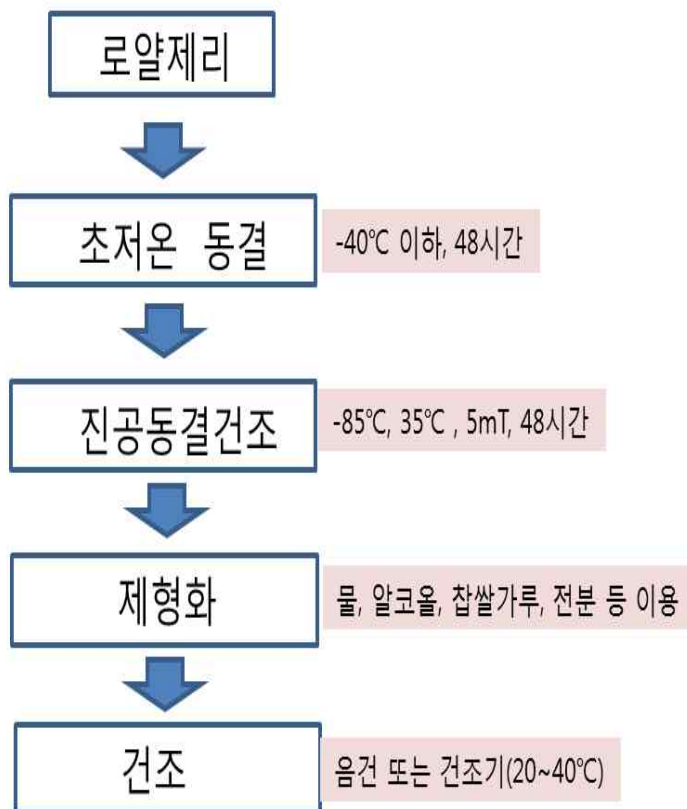 로얄제리
초저온 동결
-40℃ 이하, 48시간
진공동결건조
-85℃, 35℃ , 5mT, 48시간
제형화
물, 알코올, 찹쌀가루, 전분 등 이용
건조
음건 또는 건조기(20~40℃)